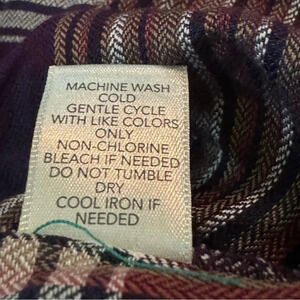 MACHINE WASH
COLD
GENTLE CYCLE
WITH LIKE COLORS
ONLY
NON-CHLORINE
BLEACH IF NEEDED
DO NOT TUMBLE
DRY
COOL IRON IF
NEEDED